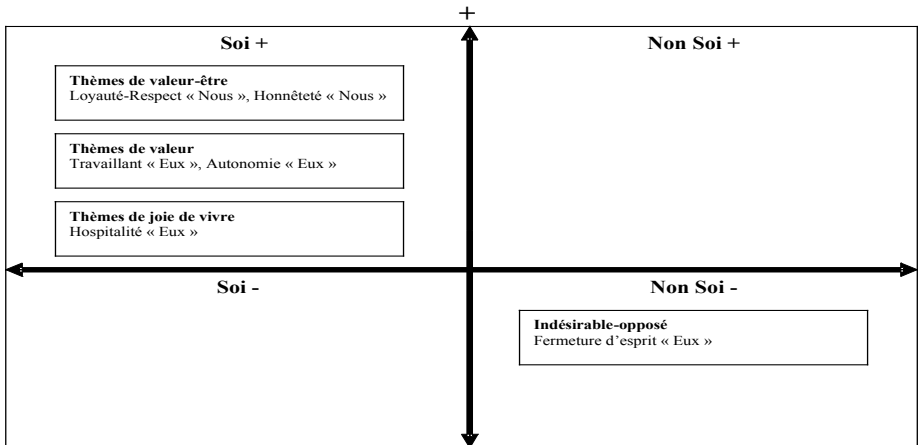 +
Soi +
Non Soi +
Thèmes de valeur-être
Loyauté-Respect « Nous », Honnêteté « Nous »
Thèmes de valeur
Travaillant « Eux », Autonomie « Eux »
Thèmes de joie de vivre
Hospitalité « Eux »
Soi -
Non Soi -
Indésirable-opposé
Fermeture d'esprit « Eux »